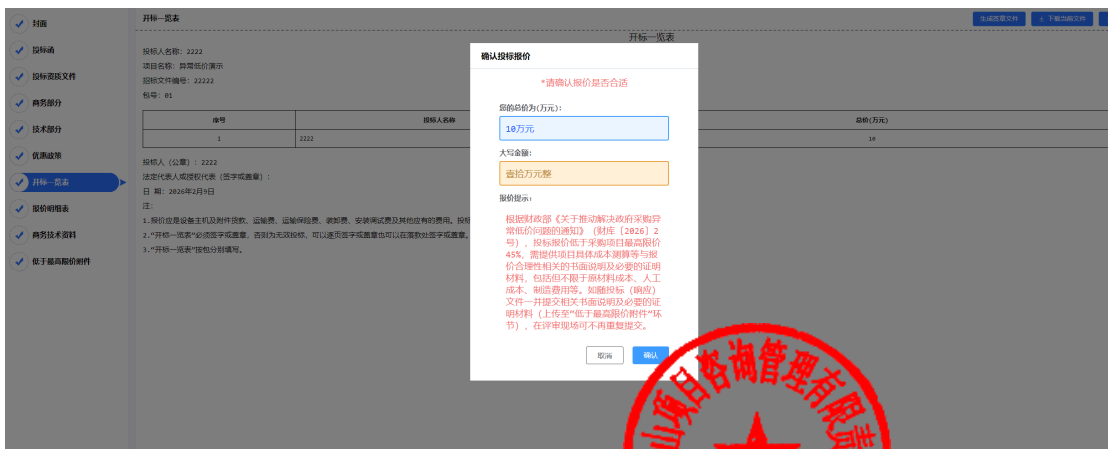 封面
投标函
投标资质文件
商务部分
技术部分
优惠政策
开标一览表
报价明细表
商务技术资料
低于最高限价附件
开标一览表
生成签章文件
下载当前文件
开标一览表
投标人名称：2222
项目名称：异常低价演示
招标文件编号：22222
包号：01
序号 投标人名称 总价(万元)
1 2222 10
投标人（公章）：2222
法定代表人或授权代表（签字或盖章）：
日 期：2026年2月9日
注：
1.报价应是设备主机及附件货款、运输费、运输保险费、装卸费、安装调试费及其他应有的费用。投标
2."开标一览表"必须签字或盖章，否则为无效投标，可以逐页签字或盖章也可以在落款处签字或盖章。
3."开标一览表"按包分别填写。
确认投标报价
*请确认报价是否合适
您的总价为(万元):
10万元
大写金额:
壹拾万元整
报价提示:
根据财政部《关于推动解决政府采购异
常低价问题的通知》（财库〔2026〕2
号），投标报价低于采购项目最高限价
45%，需提供项目具体成本测算等与报
价合理性相关的书面说明及必要的证明
材料，包括但不限于原材料成本、人工
成本、制造费用等。如随投标（响应）
文件一并提交相关书面说明及必要的证
明材料（上传至"低于最高限价附件"环
节），在评审现场可不再重复提交。
取消
确认
山项目咨询管理有限责